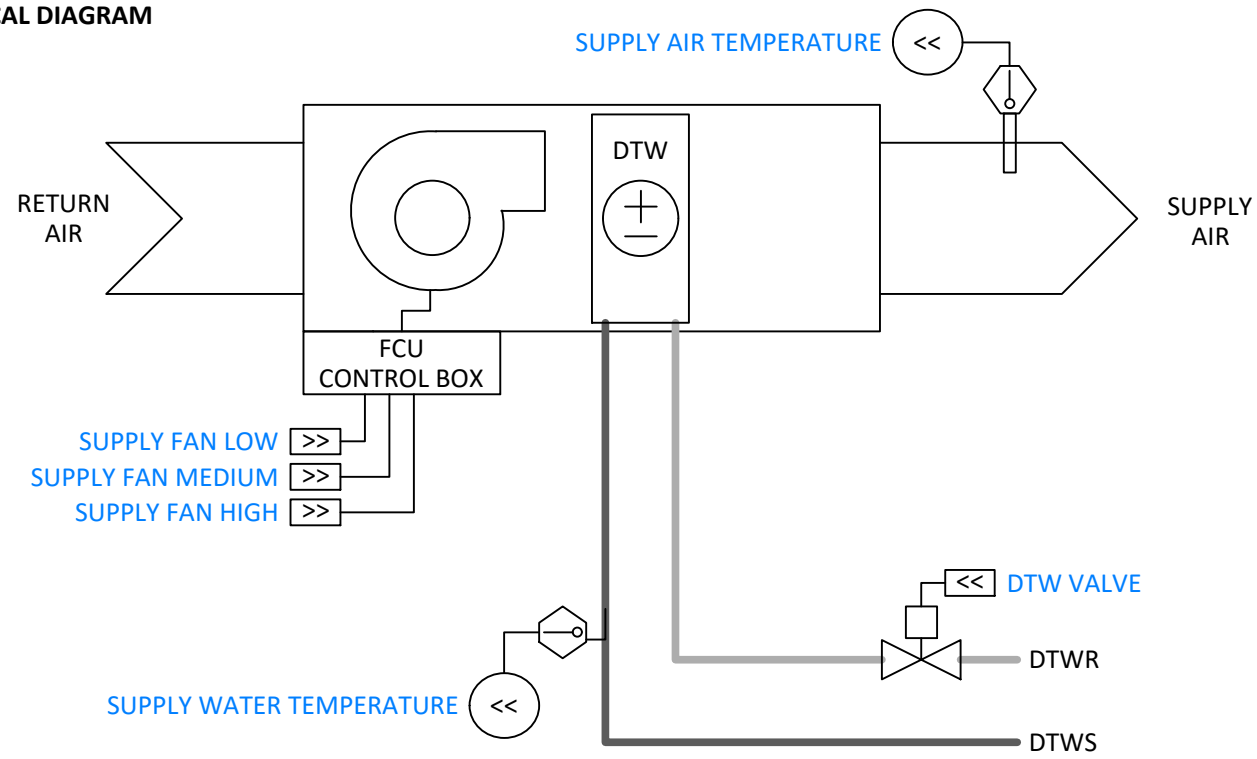 CAL DIAGRAM
SUPPLY AIR TEMPERATURE <<
RETURN
AIR
DTW
SUPPLY
AIR
FCU
CONTROL BOX
SUPPLY FAN LOW >>
SUPPLY FAN MEDIUM >>
SUPPLY FAN HIGH >>
<< DTW VALVE
DTWR
SUPPLY WATER TEMPERATURE <<
DTWS